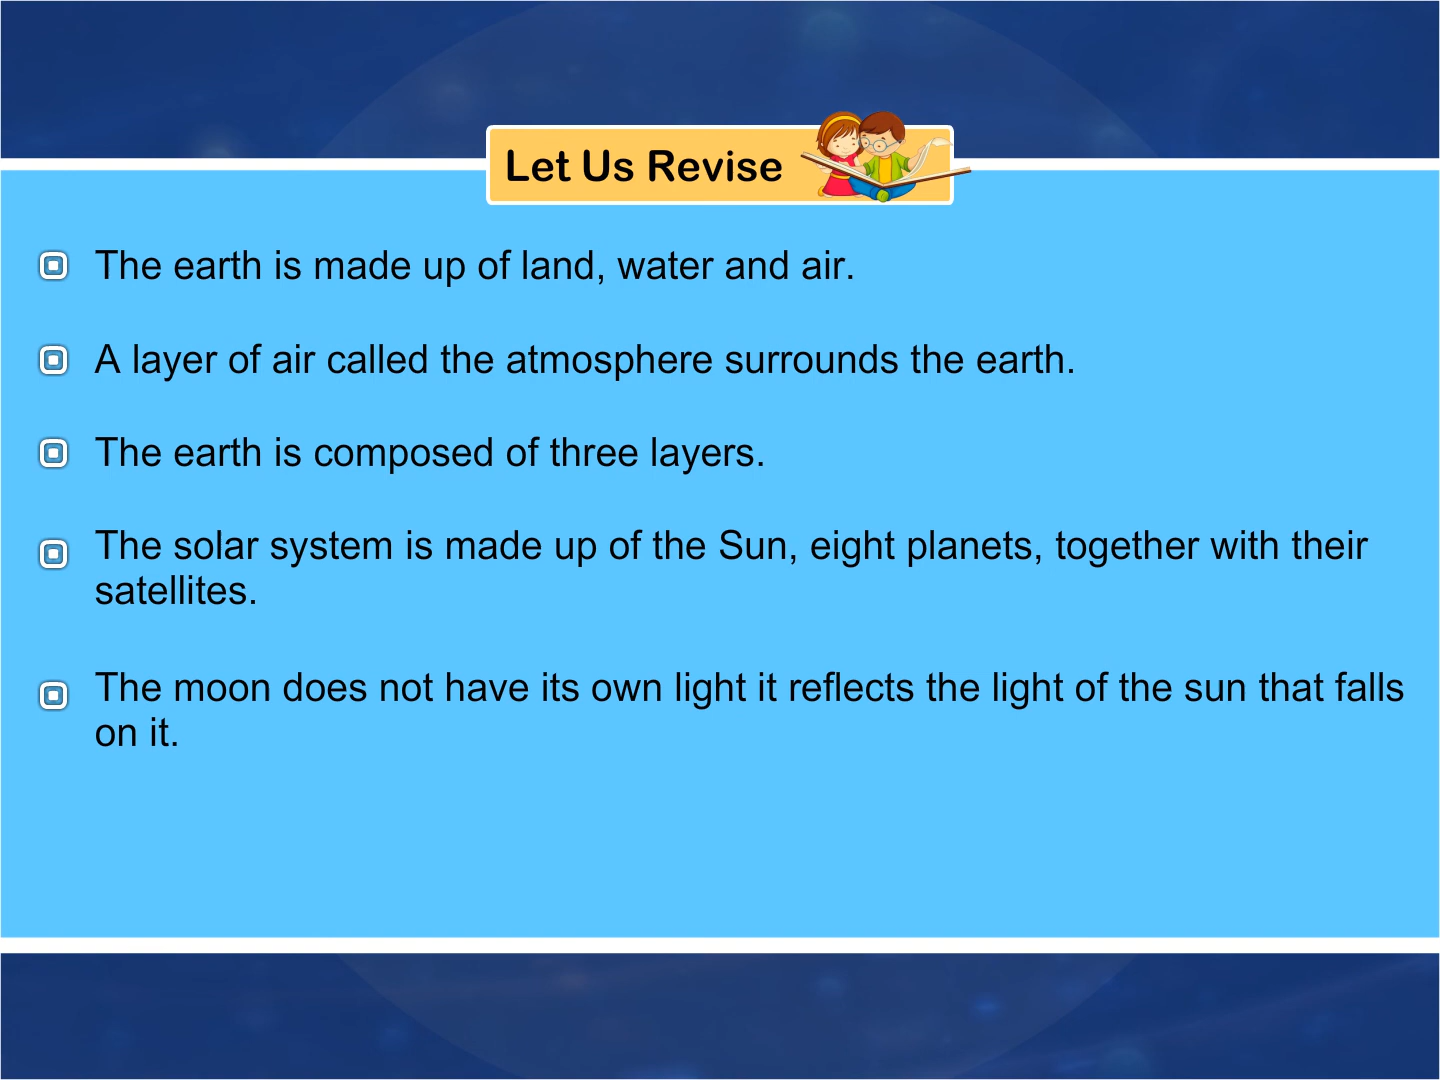 Let Us Revise
The earth is made up of land, water and air.
A layer of air called the atmosphere surrounds the earth.
The earth is composed of three layers.
The solar system is made up of the Sun, eight planets, together with their
satellites.
The moon does not have its own light it reflects the light of the sun that falls
on it.